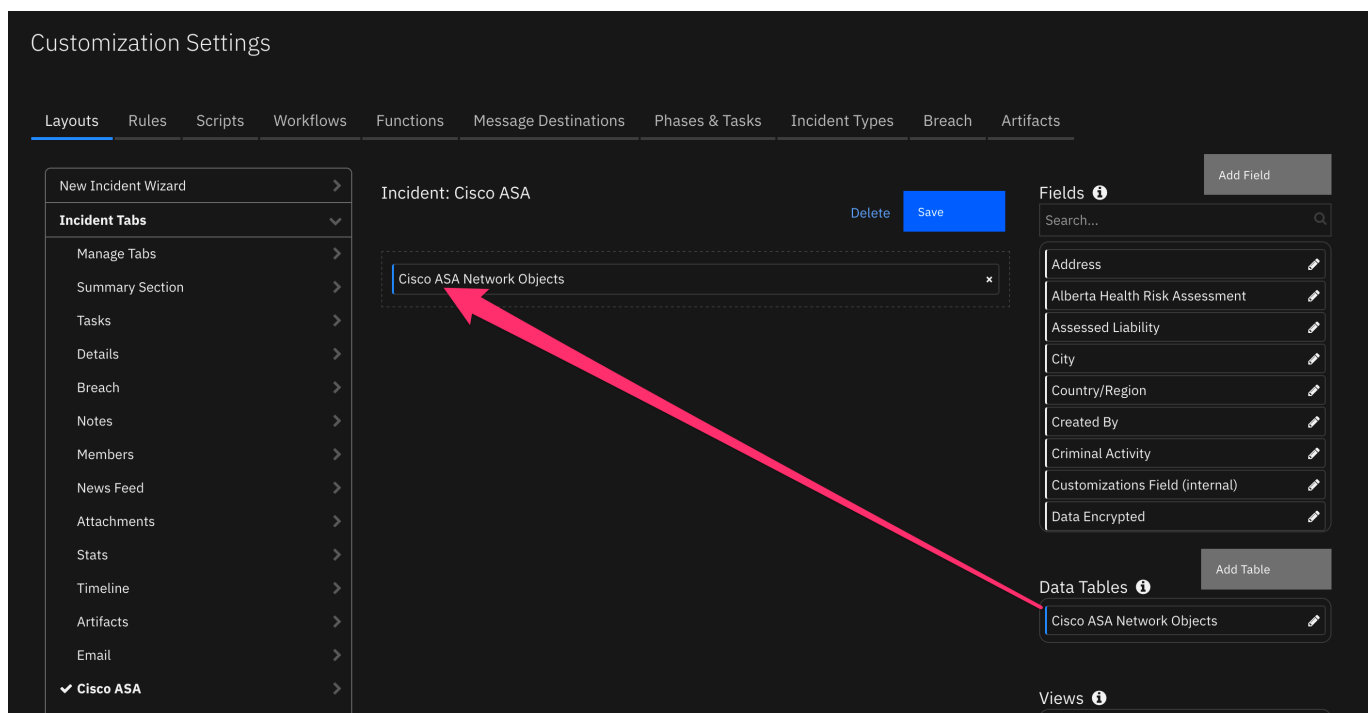 Customization Settings
Layouts Rules Scripts Workflows Functions Message Destinations Phases & Tasks Incident Types Breach Artifacts
New Incident Wizard
Incident Tabs
Manage Tabs
Summary Section
Tasks
Details
Breach
Notes
Members
News Feed
Attachments
Stats
Timeline
Artifacts
Email
Cisco ASA
Incident: Cisco ASA
Delete
Save
Cisco ASA Network Objects
Add Field
Fields
Search...
Address
Alberta Health Risk Assessment
Assessed Liability
City
Country/Region
Created By
Criminal Activity
Customizations Field (internal)
Data Encrypted
Add Table
Data Tables
Cisco ASA Network Objects
Views